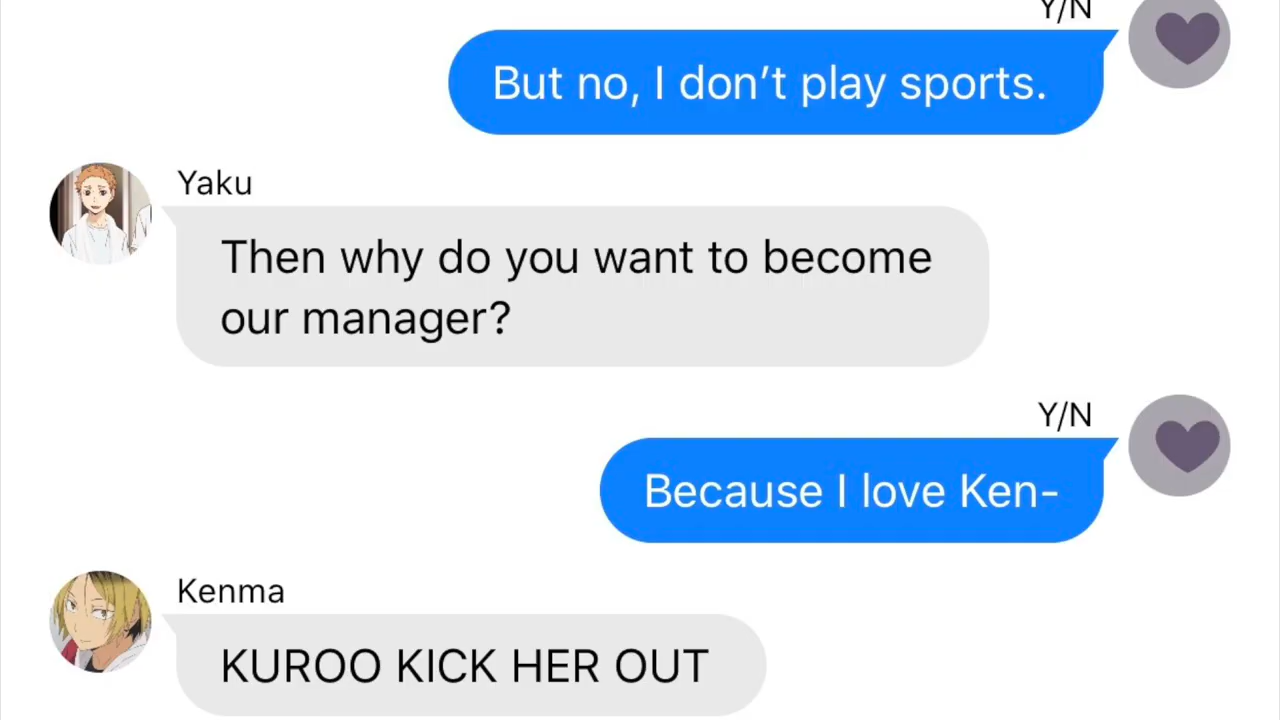 Y/N
But no, I don’t play sports.
Yaku
Then why do you want to become
our manager?
Y/N
Because I love Ken-
Kenma
KUROO KICK HER OUT